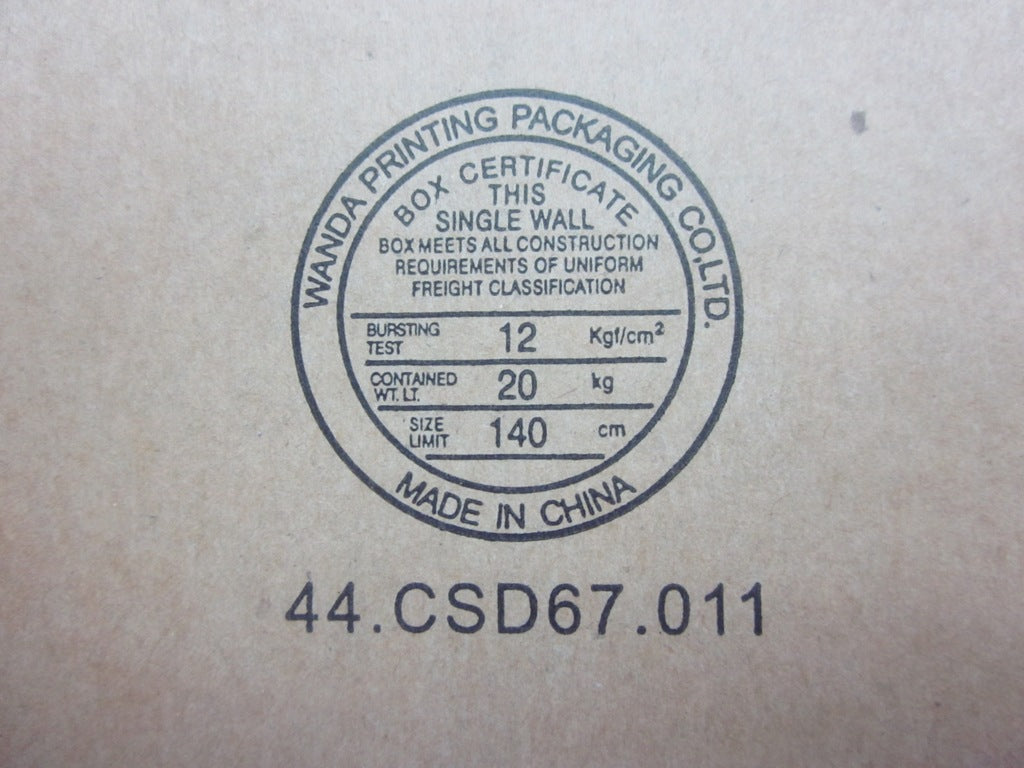 WANDA PRINTING PACKAGING CO,LTD.
BOX CERTIFICATE
THIS
SINGLE WALL
BOX MEETS ALL CONSTRUCTION
REQUIREMENTS OF UNIFORM
FREIGHT CLASSIFICATION
BURSTING TEST 12 Kgf/cm²
CONTAINED WT. LT. 20 kg
SIZE LIMIT 140 cm
MADE IN CHINA
44.CSD67.011